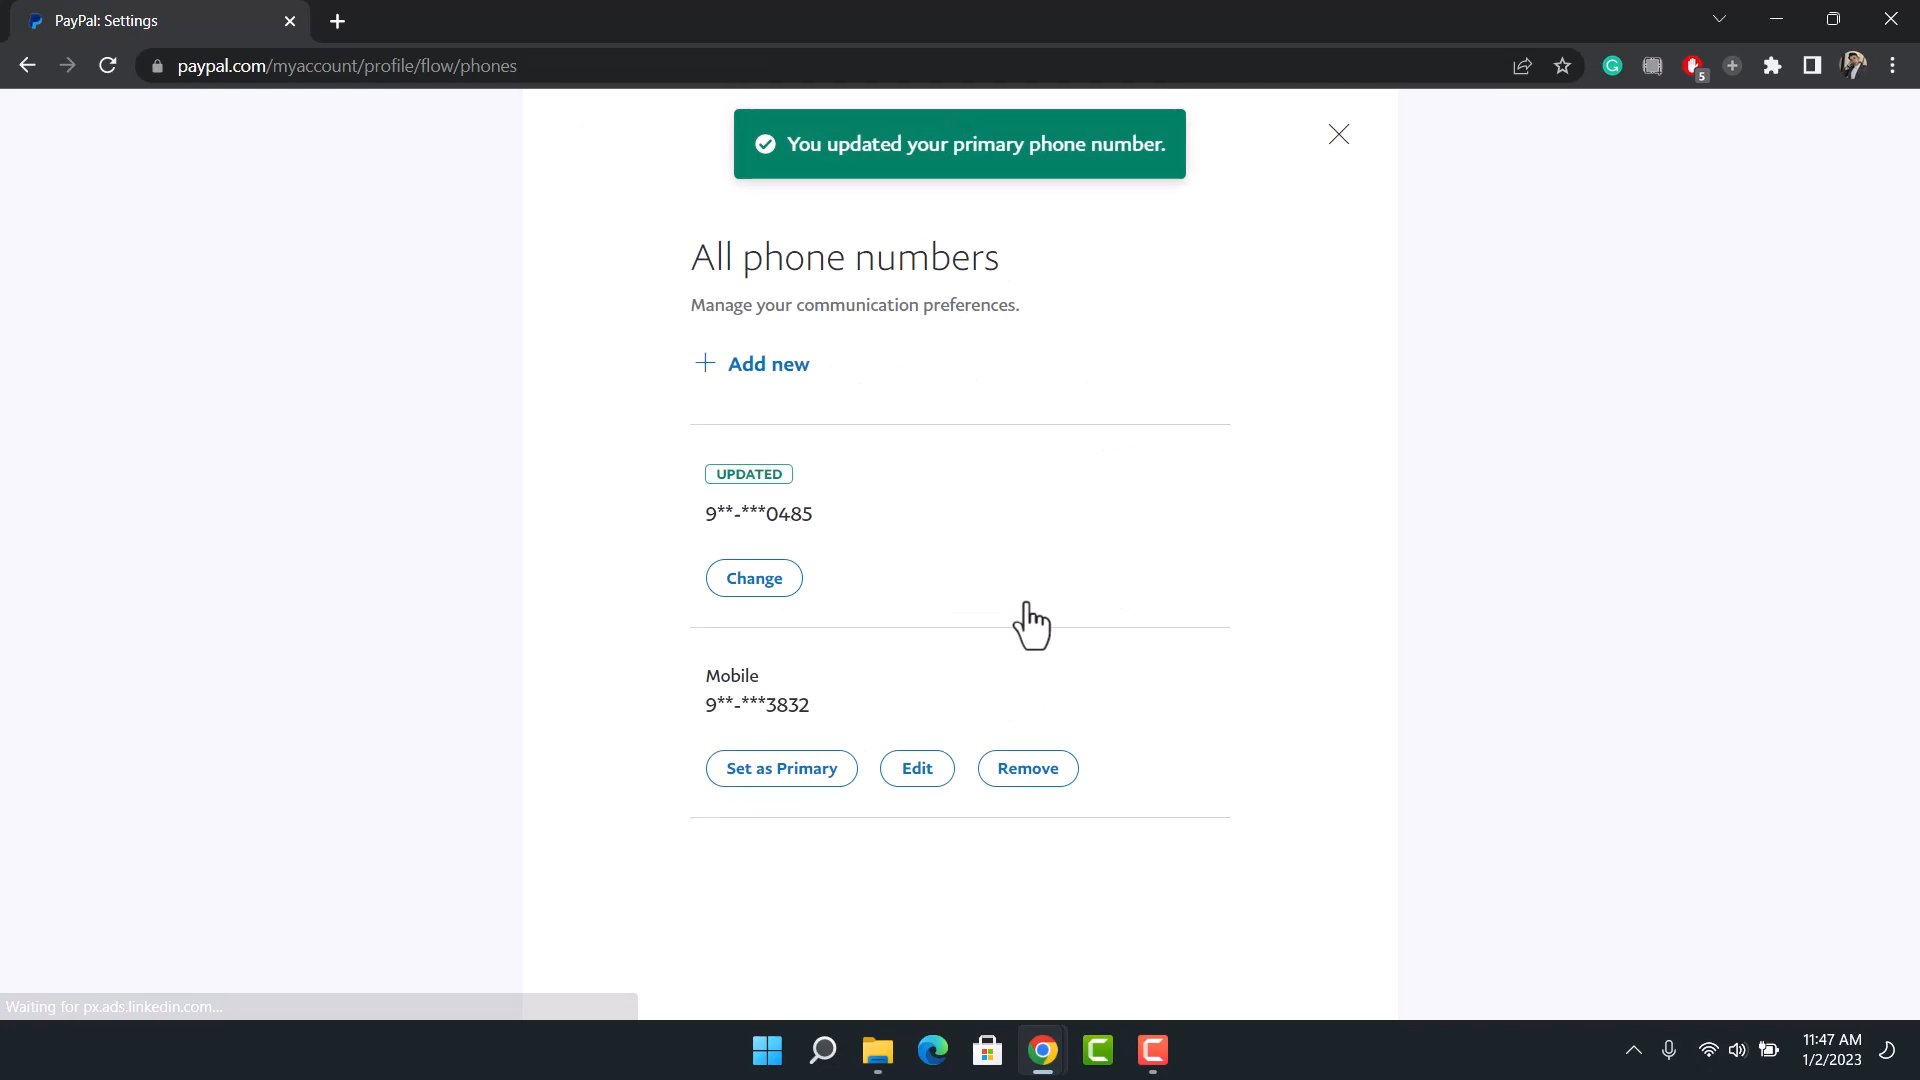 PayPal: Settings
paypal.com/myaccount/profile/flow/phones
5
You updated your primary phone number.
All phone numbers
Manage your communication preferences.
Add new
UPDATED
9**-***0485
Change
Mobile
9**-***3832
Set as Primary
Edit
Remove
Waiting for px.ads.linkedin.com...
11:47 AM
1/2/2023